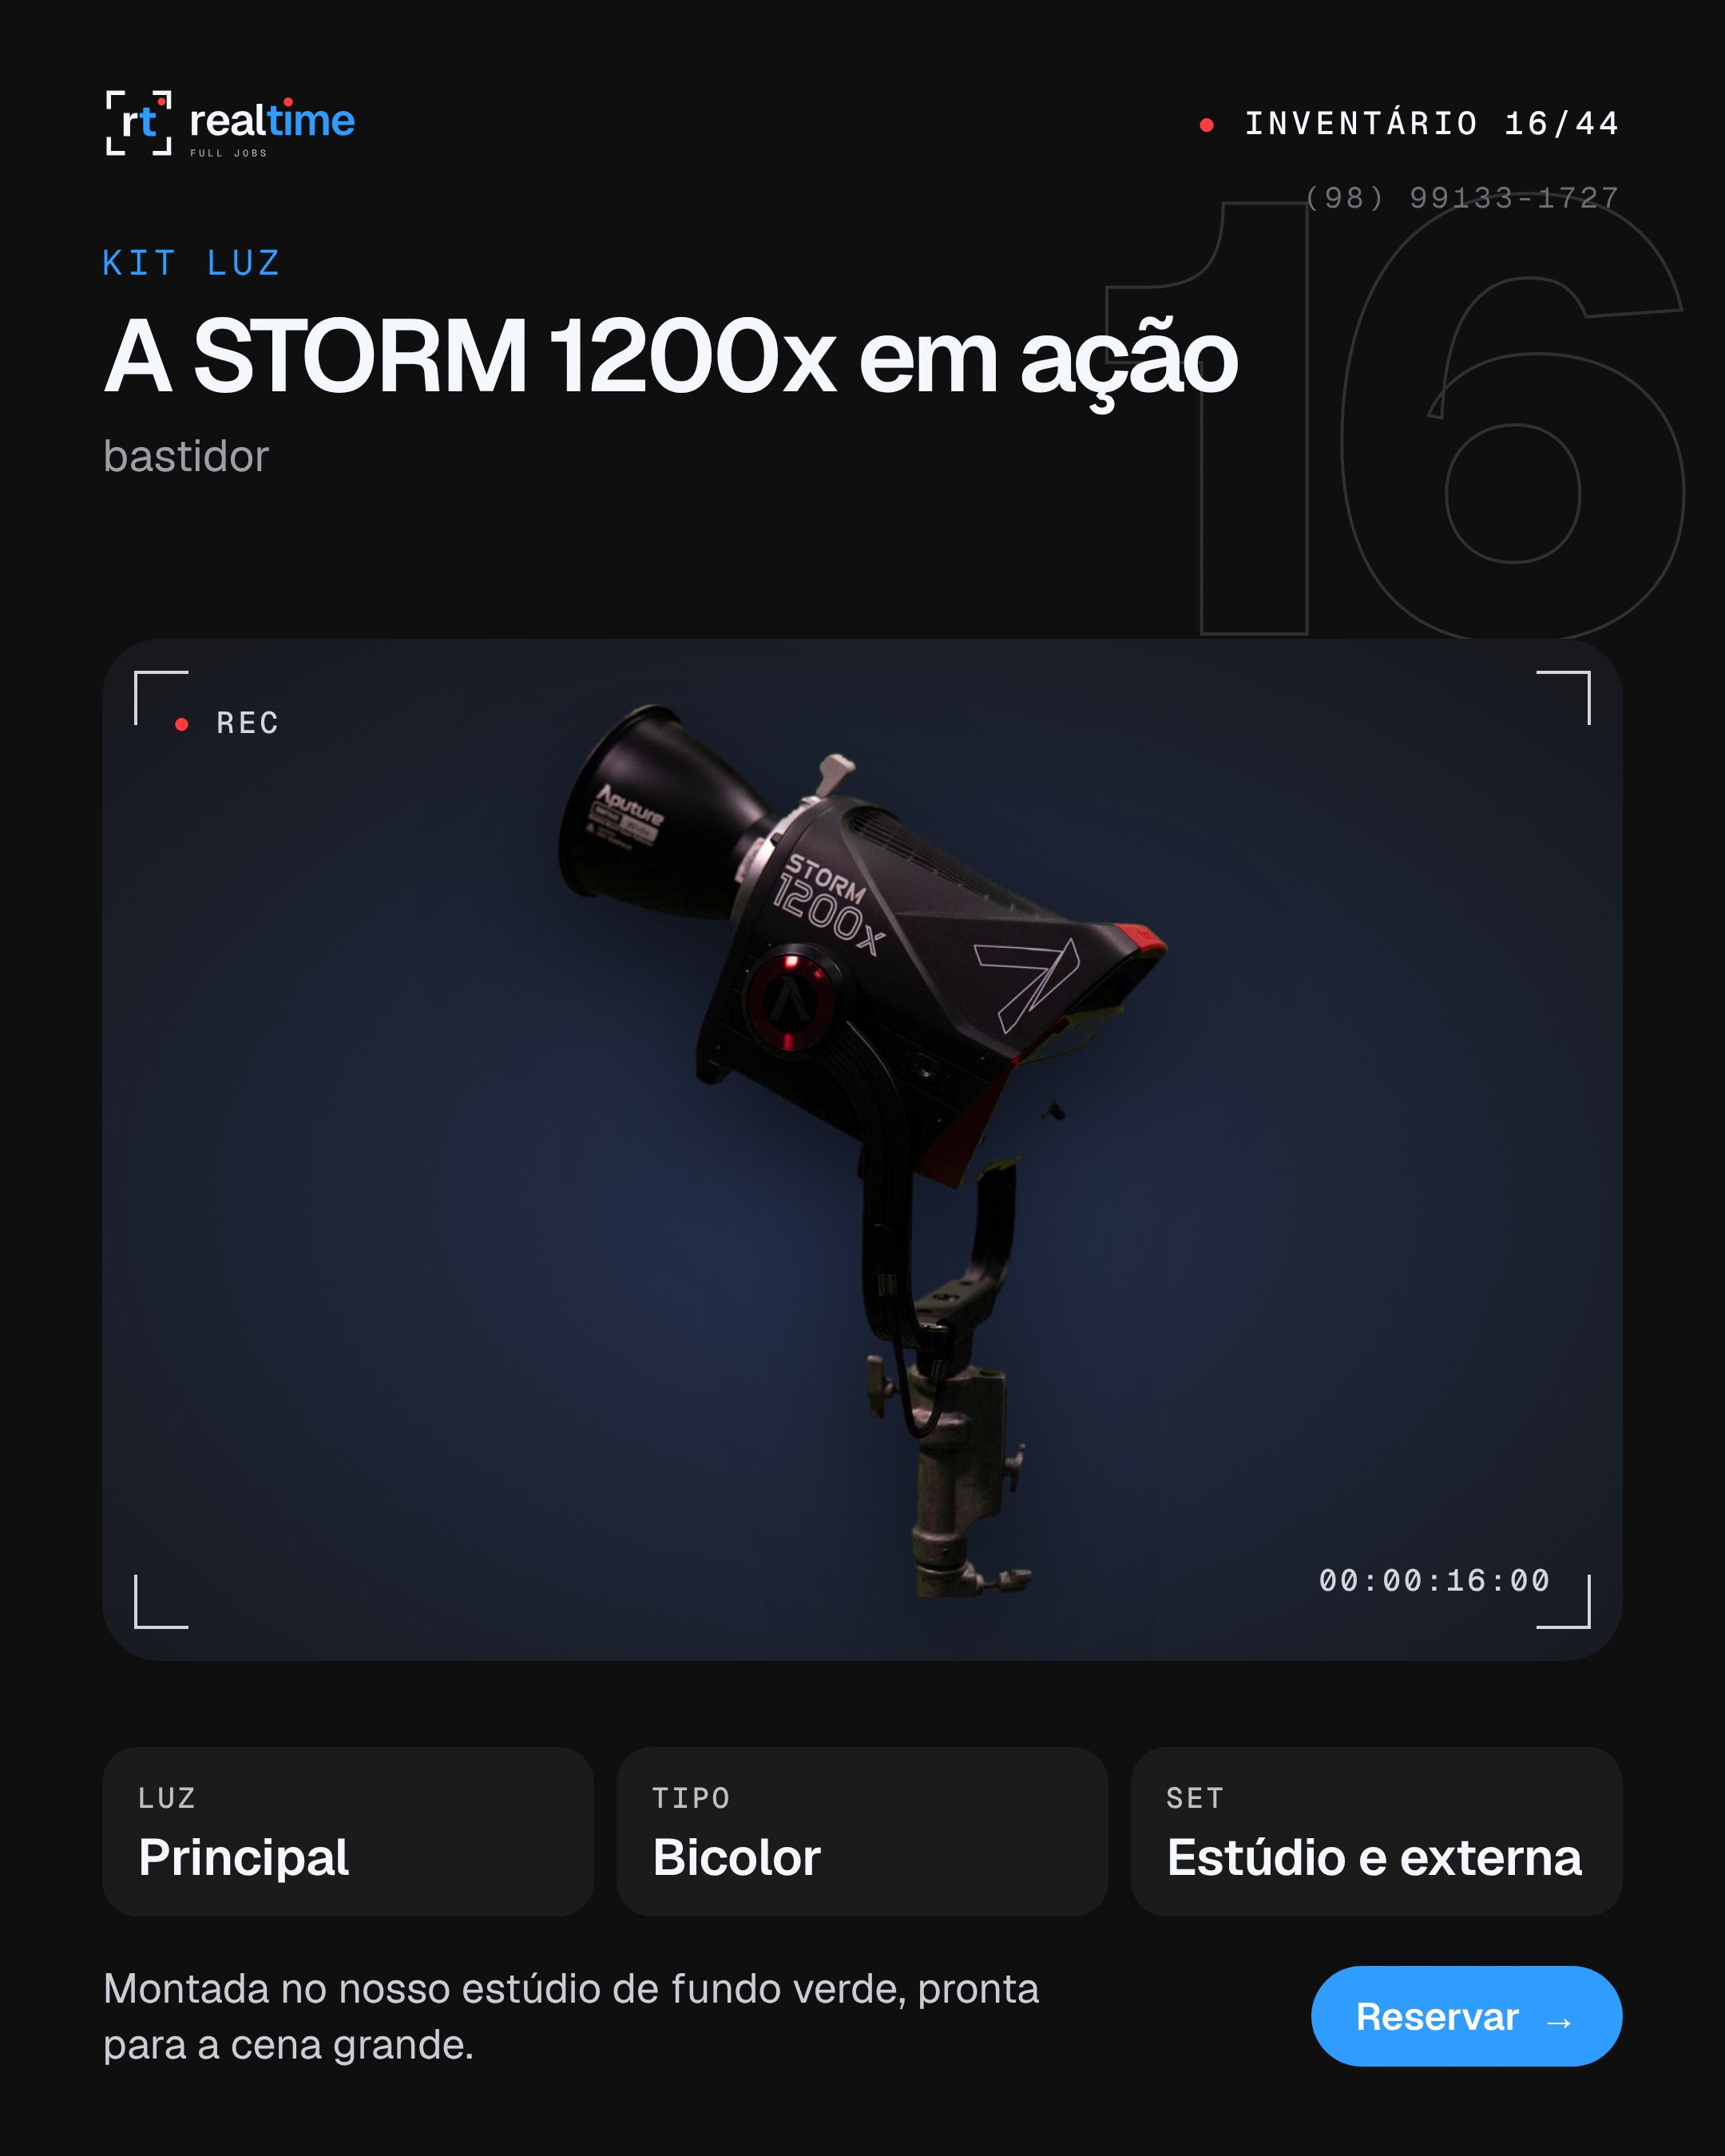 rt realtime
FULL JOBS
INVENTÁRIO 16/44
(98) 99133-1727
16
KIT LUZ
A STORM 1200x em ação
bastidor
REC
Aputure
STORM
1200x
00:00:16:00
LUZ
Principal
TIPO
Bicolor
SET
Estúdio e externa
Montada no nosso estúdio de fundo verde, pronta
para a cena grande.
Reservar →